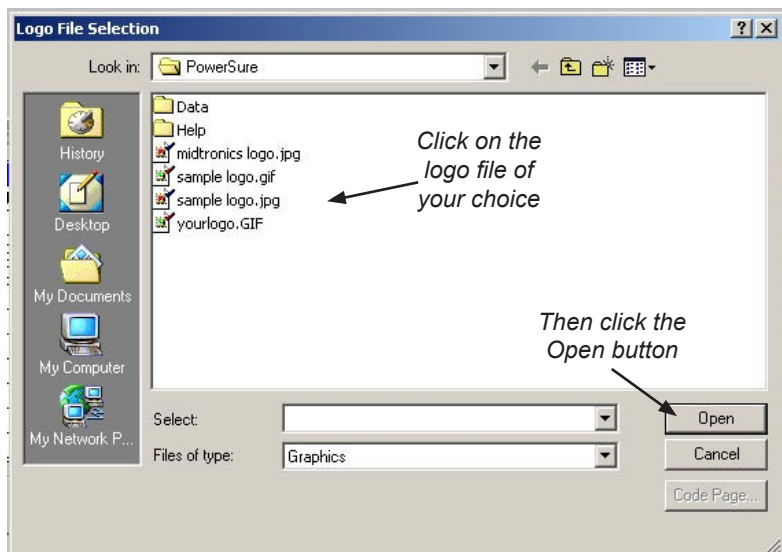 Logo File Selection
Look in: PowerSure
Data
Help
midtronics logo.jpg
sample logo.gif
sample logo.jpg
yourlogo.GIF
Click on the
logo file of
your choice
History
Desktop
My Documents
My Computer
My Network P...
Then click the
Open button
Select: Open
Files of type: Graphics Cancel
Code Page...